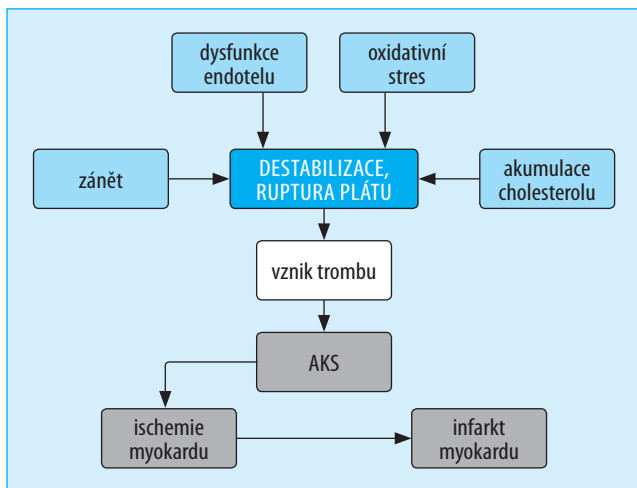 dysfunkce
endotelu
oxidativní
stres
zánět
DESTABILIZACE,
RUPTURA PLÁTU
akumulace
cholesterolu
vznik trombu
AKS
ischemie
myokardu
infarkt
myokardu